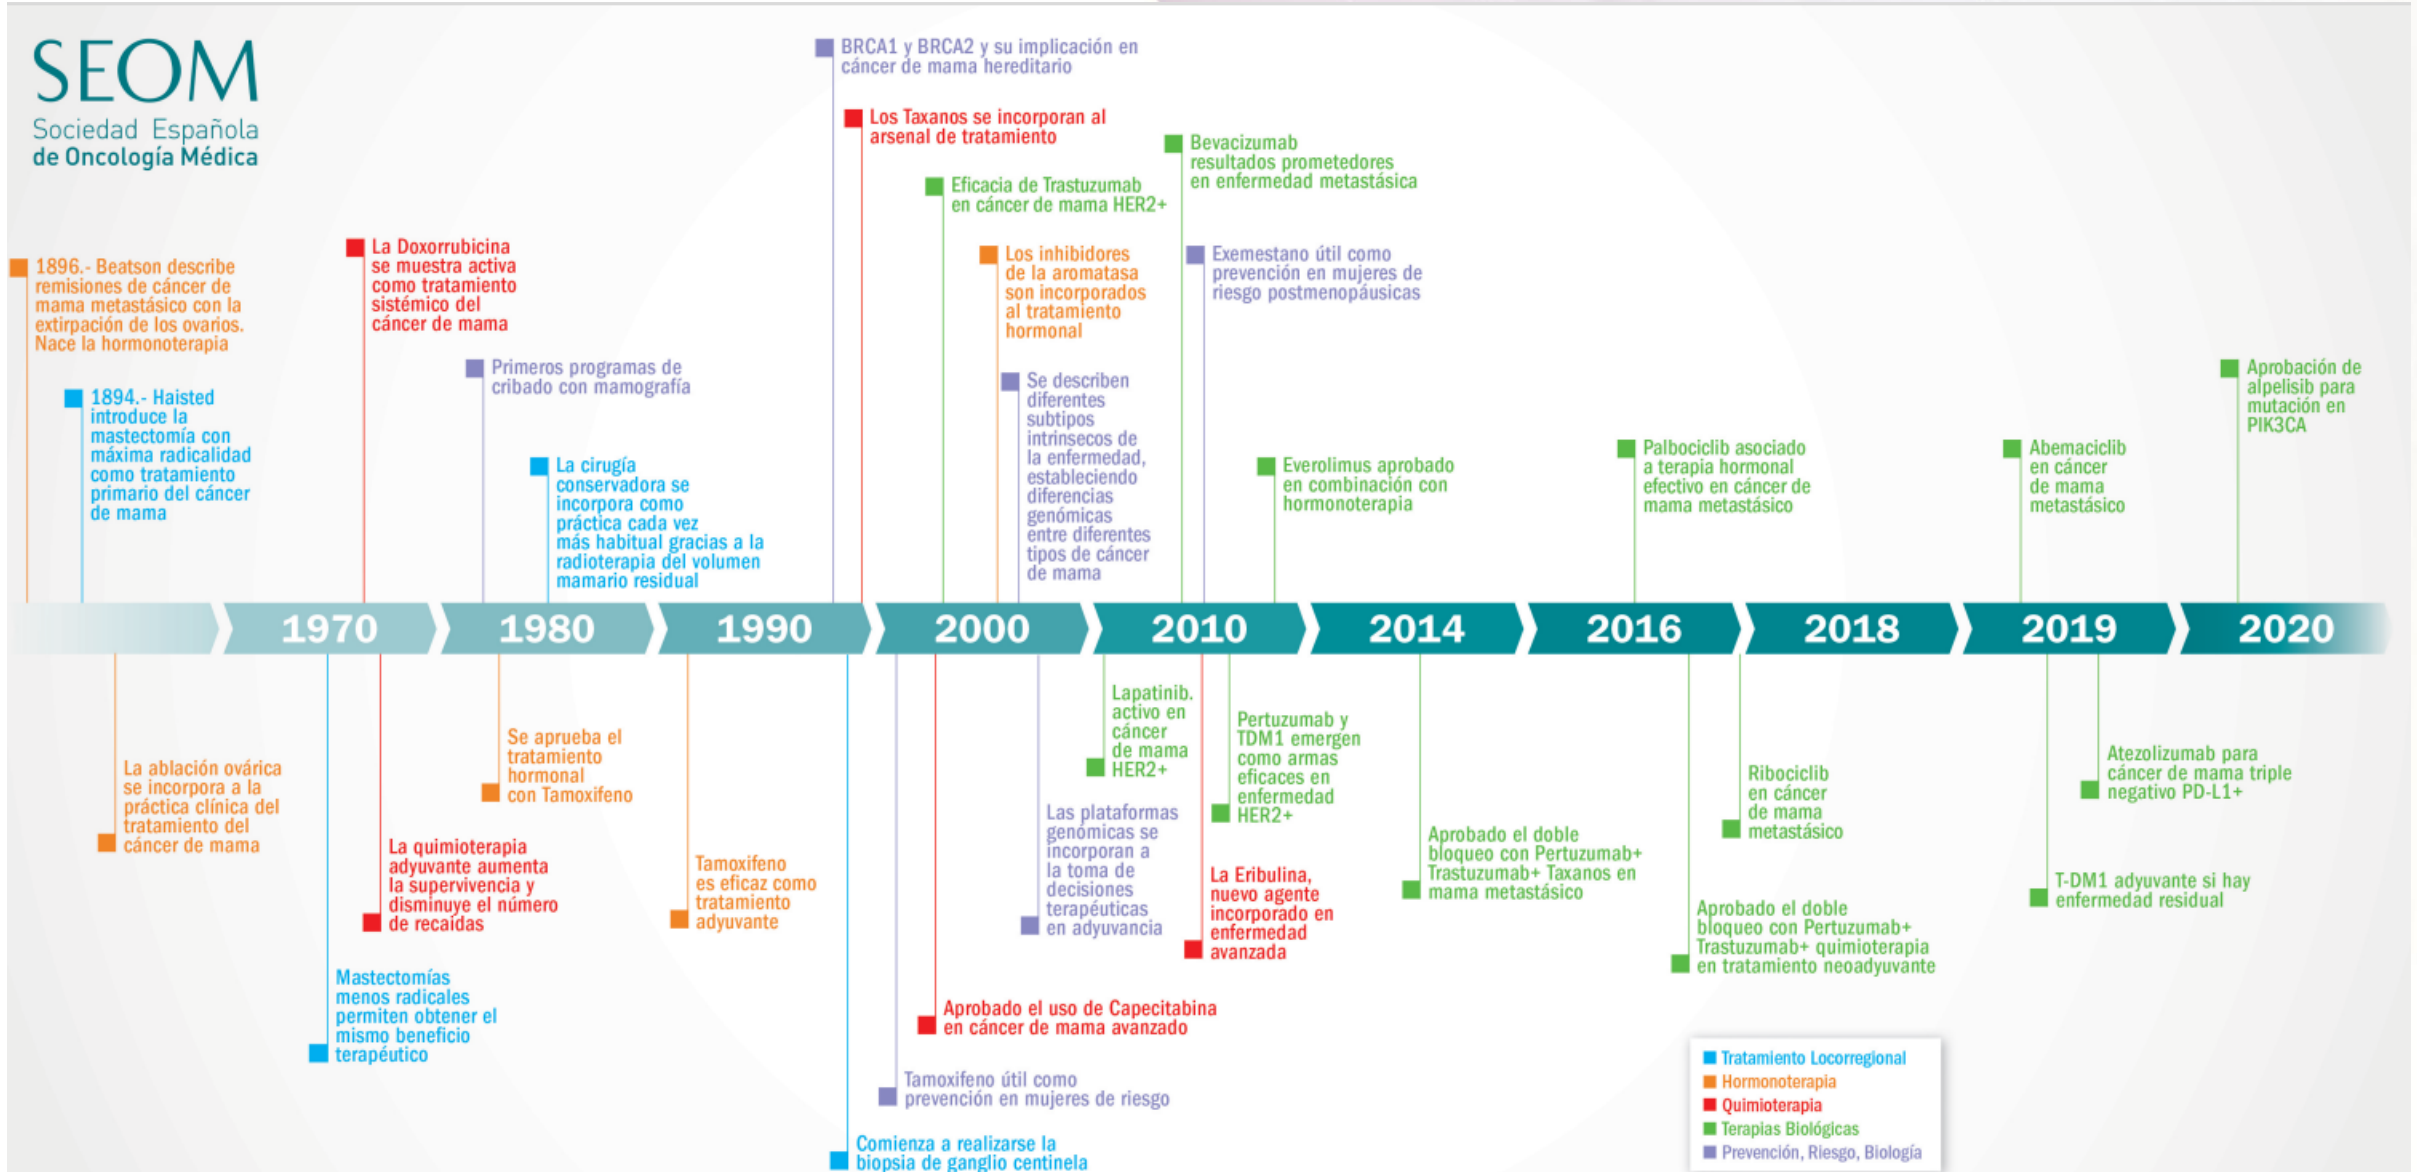 SEOM
Sociedad Española
de Oncología Médica
BRCA1 y BRCA2 y su implicación en
cáncer de mama hereditario
Los Taxanos se incorporan al
arsenal de tratamiento
Bevacizumab
resultados prometedores
en enfermedad metastásica
Eficacia de Trastuzumab
en cáncer de mama HER2+
1896.- Beatson describe
remisiones de cáncer de
mama metastásico con la
extirpación de los ovarios.
Nace la hormonoterapia
La Doxorrubicina
se muestra activa
como tratamiento
sistémico del
cáncer de mama
Los inhibidores
de la aromatasa
son incorporados
al tratamiento
hormonal
Exemestano útil como
prevención en mujeres de
riesgo postmenopáusicas
1894.- Haisted
introduce la
mastectomía con
máxima radicalidad
como tratamiento
primario del cáncer
de mama
Primeros programas de
cribado con mamografía
La cirugía
conservadora se
incorpora como
práctica cada vez
más habitual gracias a la
radioterapia del volumen
mamario residual
Se describen
diferentes
subtipos
intrinsecos de
la enfermedad,
estableciendo
diferencias
genómicas
entre diferentes
tipos de cáncer
de mama
Everolimus aprobado
en combinación con
hormonoterapia
Palbociclib asociado
a terapia hormonal
efectivo en cáncer de
mama metastásico
Abemaciclib
en cáncer
de mama
metastásico
Aprobación de
alpelisib para
mutación en
PIK3CA
1970
1980
1990
2000
2010
2014
2016
2018
2019
2020
La ablación ovárica
se incorpora a la
práctica clínica del
tratamiento del
cáncer de mama
Mastectomías
menos radicales
permiten obtener el
mismo beneficio
terapéutico
La quimioterapia
adyuvante aumenta
la supervivencia y
disminuye el número
de recaidas
Se aprueba el
tratamiento
hormonal
con Tamoxifeno
Tamoxifeno
es eficaz como
tratamiento
adyuvante
Comienza a realizarse la
biopsia de ganglio centinela
Tamoxifeno útil como
prevención en mujeres de riesgo
Aprobado el uso de Capecitabina
en cáncer de mama avanzado
Las plataformas
genómicas se
incorporan a
la toma de
decisiones
terapéuticas
en adyuvancia
Lapatinib.
activo en
cáncer
de mama
HER2+
La Eribulina,
nuevo agente
incorporado en
enfermedad
avanzada
Pertuzumab y
TDM1 emergen
como armas
eficaces en
enfermedad
HER2+
Aprobado el doble
bloqueo con Pertuzumab+
Trastuzumab+ Taxanos en
mama metastásico
Aprobado el doble
bloqueo con Pertuzumab+
Trastuzumab+ quimioterapia
en tratamiento neoadyuvante
Ribociclib
en cáncer
de mama
metastásico
T-DM1 adyuvante si hay
enfermedad residual
Atezolizumab para
cáncer de mama triple
negativo PD-L1+
Tratamiento Locorregional
Hormonoterapia
Quimioterapia
Terapias Biológicas
Prevención, Riesgo, Biología